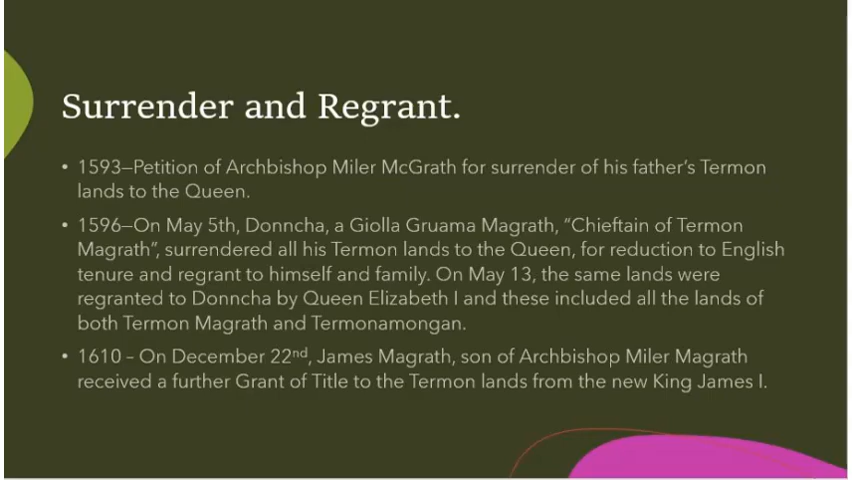 Surrender and Regrant.
• 1593—Petition of Archbishop Miler McGrath for surrender of his father's Termon
lands to the Queen.
• 1596—On May 5th, Donncha, a Giolla Gruama Magrath, “Chieftain of Termon
Magrath”, surrendered all his Termon lands to the Queen, for reduction to English
tenure and regrant to himself and family. On May 13, the same lands were
regranted to Donncha by Queen Elizabeth I and these included all the lands of
both Termon Magrath and Termonamongan.
• 1610 – On December 22nd, James Magrath, son of Archbishop Miler Magrath
received a further Grant of Title to the Termon lands from the new King James I.